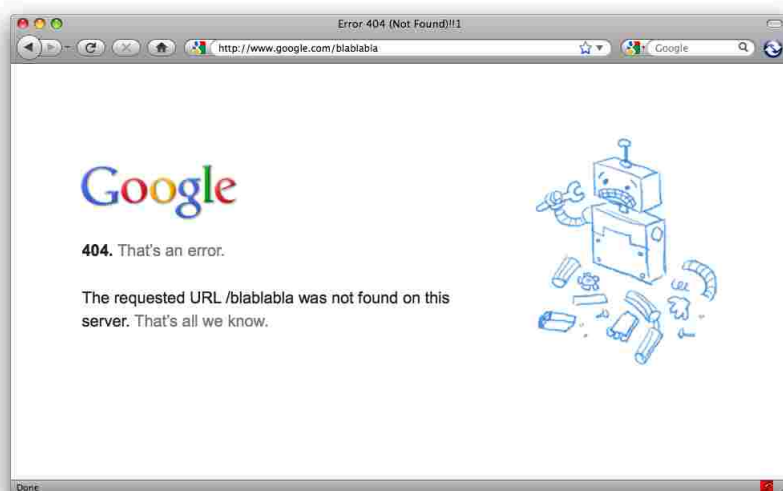 Error 404 (Not Found)!!1
http://www.google.com/blablabla
Google
Google
404. That's an error.
The requested URL /blablabla was not found on this
server. That's all we know.
Done